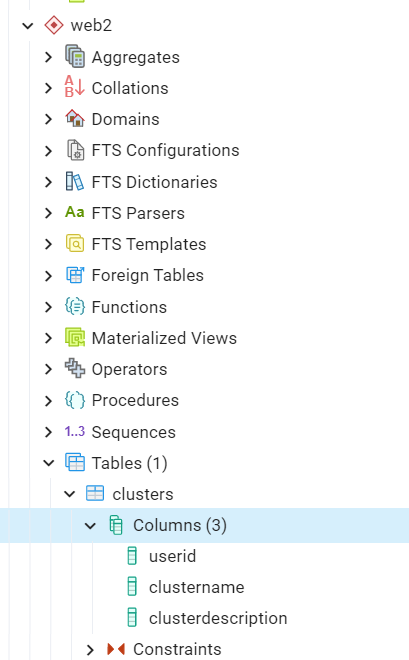 web2
Aggregates
Collations
Domains
FTS Configurations
FTS Dictionaries
Aa FTS Parsers
FTS Templates
Foreign Tables
Functions
Materialized Views
Operators
Procedures
1..3 Sequences
Tables (1)
clusters
Columns (3)
userid
clustername
clusterdescription
Constraints